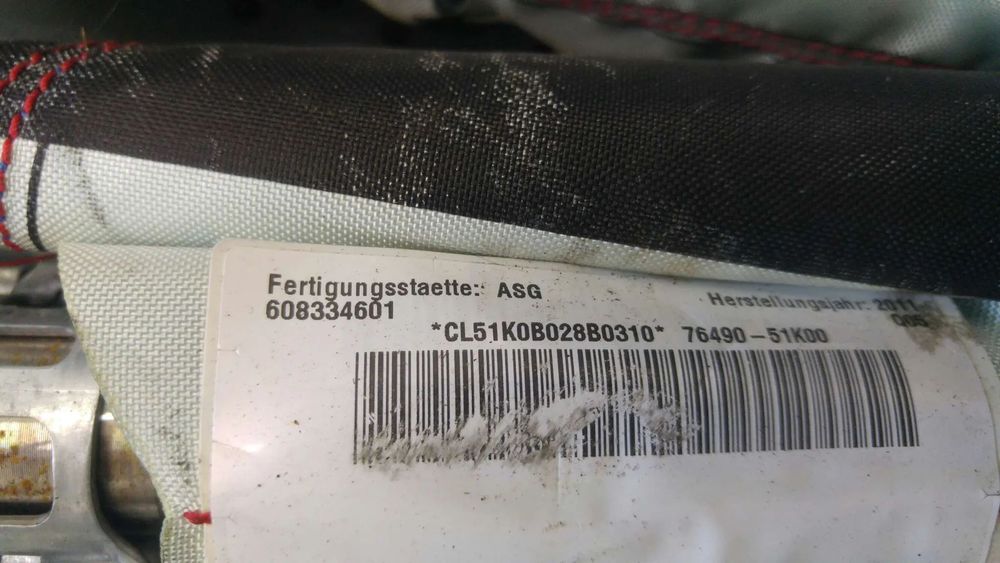 Fertigungsstaette: ASG
Herstellungsjahr: 2011
608334601
*CL51K0B028B0310* 76490-51K00